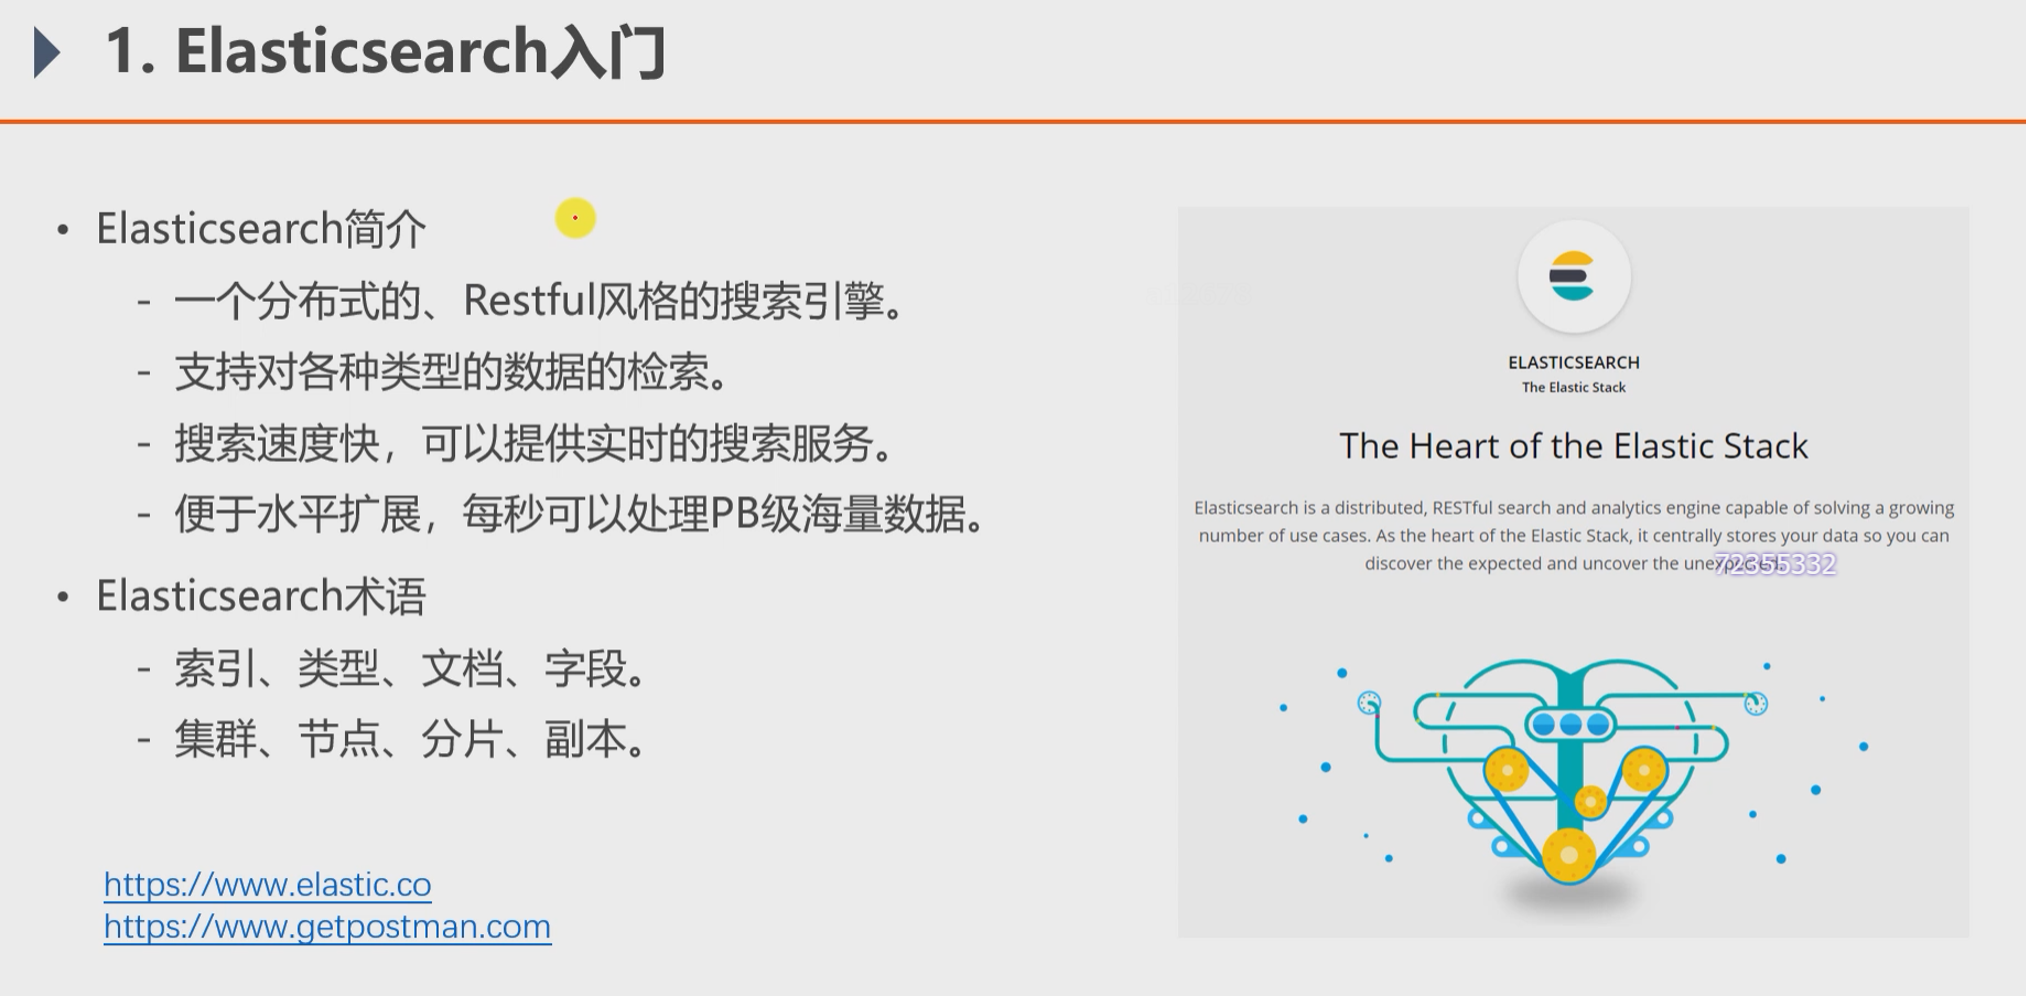 1. Elasticsearch入门
• Elasticsearch简介
- 一个分布式的、Restful风格的搜索引擎。
- 支持对各种类型的数据的检索。
- 搜索速度快，可以提供实时的搜索服务。
- 便于水平扩展，每秒可以处理PB级海量数据。
• Elasticsearch术语
- 索引、类型、文档、字段。
- 集群、节点、分片、副本。
https://www.elastic.co
https://www.getpostman.com
ELASTICSEARCH
The Elastic Stack
The Heart of the Elastic Stack
Elasticsearch is a distributed, RESTful search and analytics engine capable of solving a growing
number of use cases. As the heart of the Elastic Stack, it centrally stores your data so you can
discover the expected and uncover the
72355332